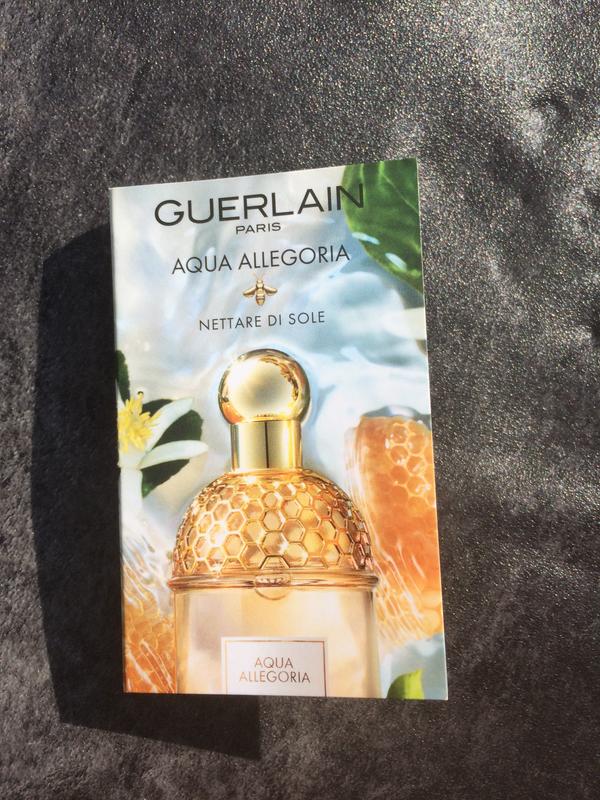 GUERLAIN
PARIS
AQUA ALLEGORIA
NETTARE DI SOLE
AQUA
ALLEGORIA